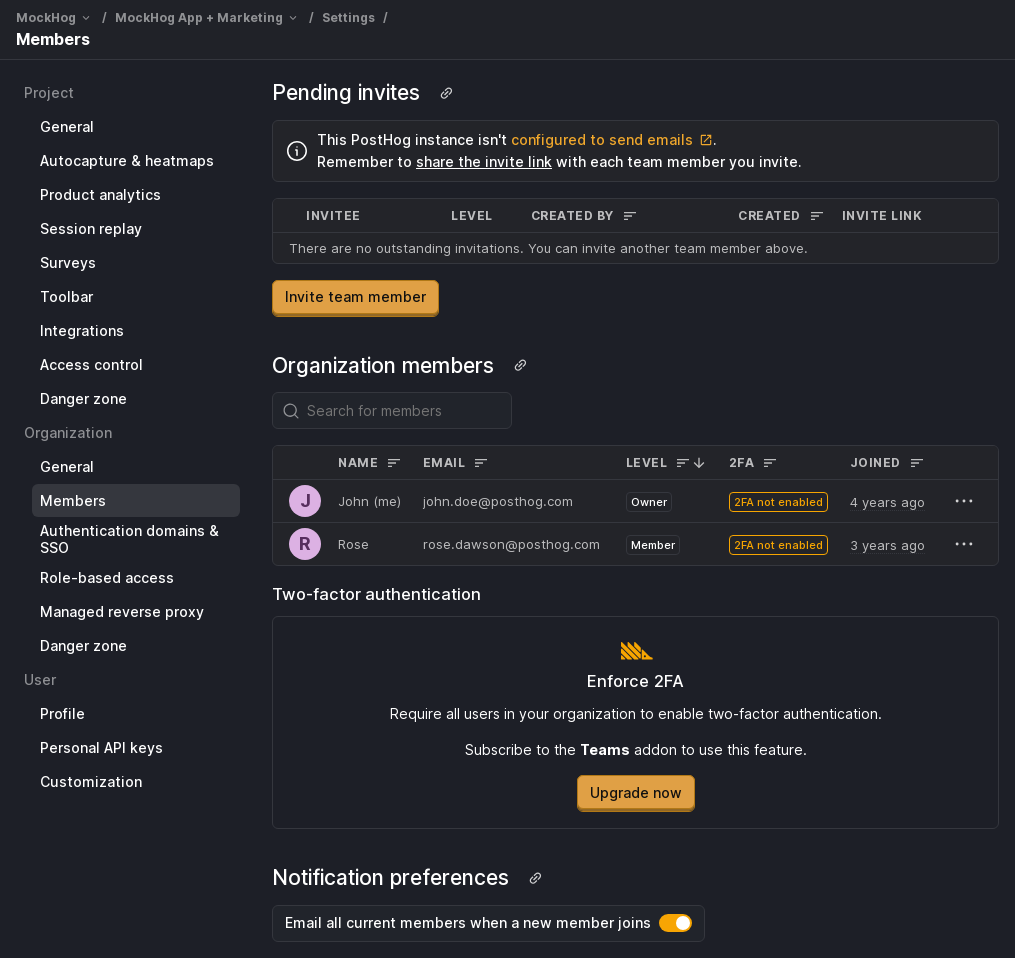 MockHog / MockHog App + Marketing / Settings /
Members
Project
General
Autocapture & heatmaps
Product analytics
Session replay
Surveys
Toolbar
Integrations
Access control
Danger zone
Organization
General
Members
Authentication domains &
SSO
Role-based access
Managed reverse proxy
Danger zone
User
Profile
Personal API keys
Customization
Pending invites
This PostHog instance isn't configured to send emails.
Remember to share the invite link with each team member you invite.
INVITEE LEVEL CREATED BY CREATED INVITE LINK
There are no outstanding invitations. You can invite another team member above.
Invite team member
Organization members
Search for members
NAME EMAIL LEVEL 2FA JOINED
J John (me) john.doe@posthog.com Owner 2FA not enabled 4 years ago
R Rose rose.dawson@posthog.com Member 2FA not enabled 3 years ago
Two-factor authentication
Enforce 2FA
Require all users in your organization to enable two-factor authentication.
Subscribe to the Teams addon to use this feature.
Upgrade now
Notification preferences
Email all current members when a new member joins